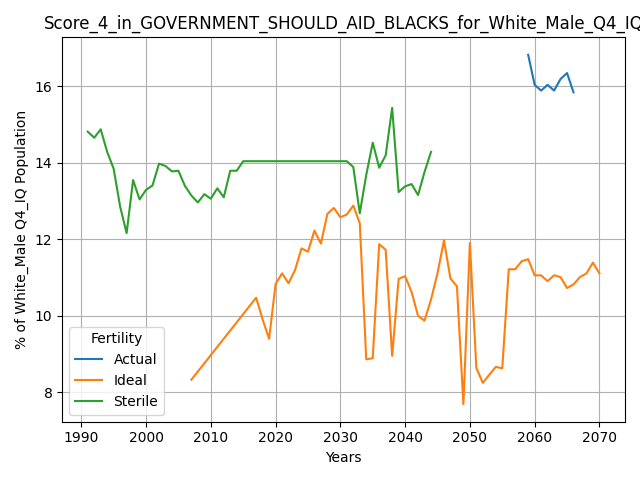 Score_4_in_GOVERNMENT_SHOULD_AID_BLACKS_for_White_Male_Q4_IQ
% of White_Male Q4_IQ Population
16
14
12
10
8
Fertility
Actual
Ideal
Sterile
1990 2000 2010 2020 2030 2040 2050 2060 2070
Years